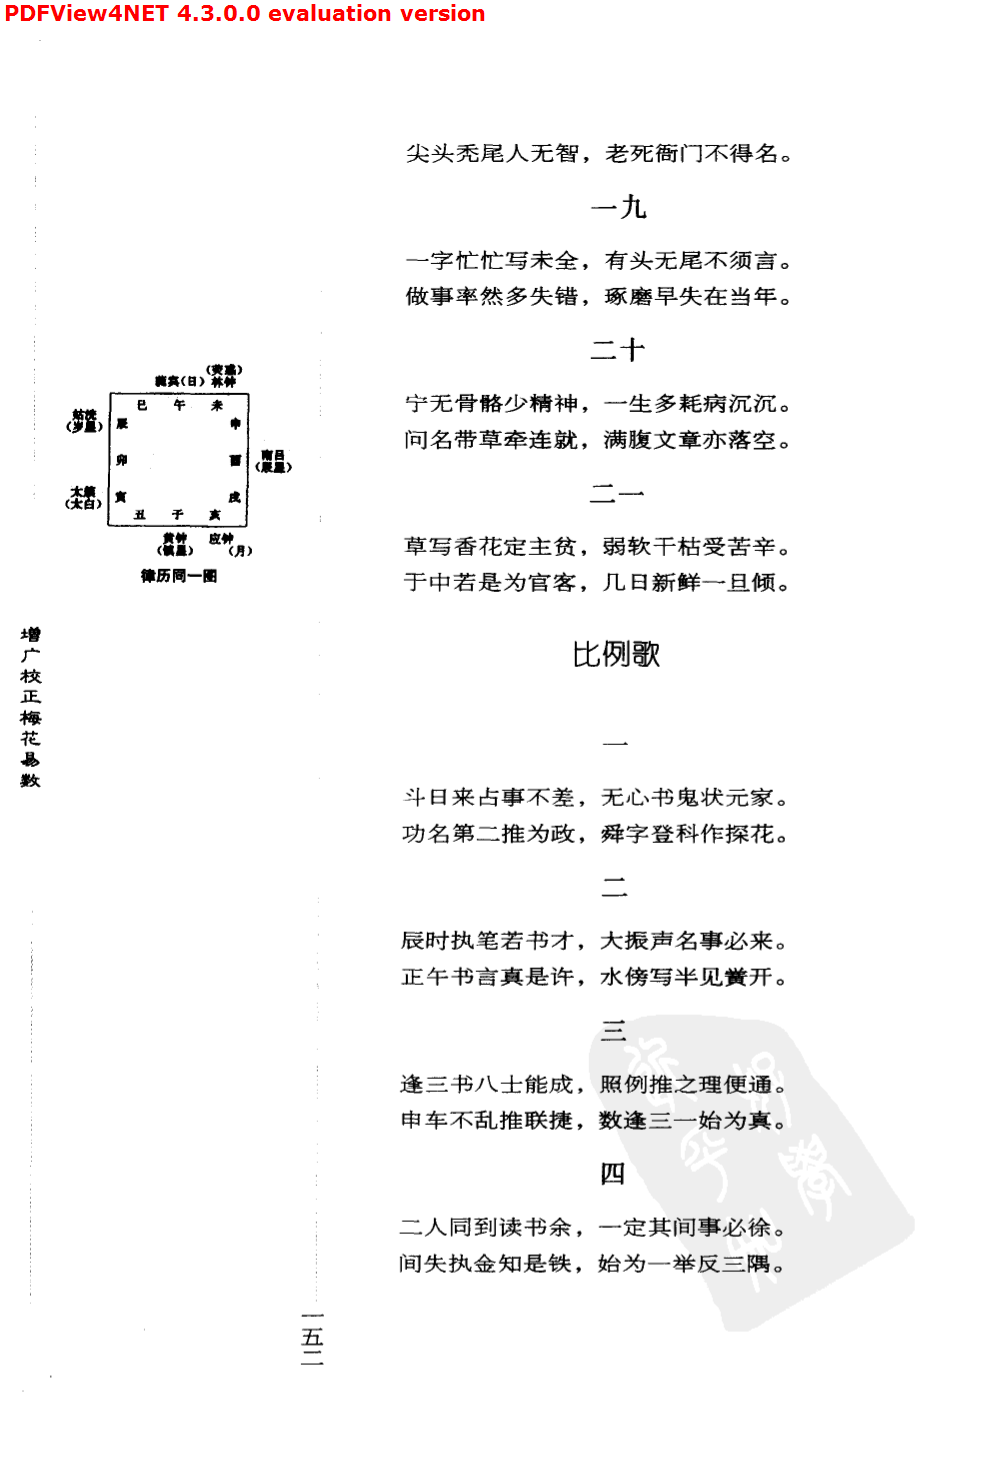 PDFView4NET 4.3.0.0 evaluation version
尖头秃尾人无智，老死衙门不得名。
一九
一字忙忙写未全，有头无尾不须言。
做事率然多失错，琢磨早失在当年。
二十
字无骨骼少精神，一生多耗病沉沉。
问名带草牵连就，满腹文章亦落空。
二一
草写香花定主贫，弱软干枯受苦辛。
于中若是为官客，几日新鲜一旦倾。
比例歌
一
斗日来占事不差，无心书鬼状元家。
功名第二推为政，舜字登科作探花。
二
辰时执笔若书才，大振声名事必来。
正午书言真是许，水傍写半见黉开。
三
逢三书八士能成，照例推之理便通。
申车不乱推联捷，数逢三一始为真。
四
二人同到读书余，一定其间事必徐。
间失执金知是铁，始为一举反三隅。
（荧惑）
蕤宾（日）林钟
巳 午 未
姑洗
（岁星）
辰 申
卯 酉
南吕
（辰星）
太簇
（太白）
寅 戌
丑 子 亥
黄钟 应钟
（镇星） （月）
律历同一图
增广校正梅花易数
一五二